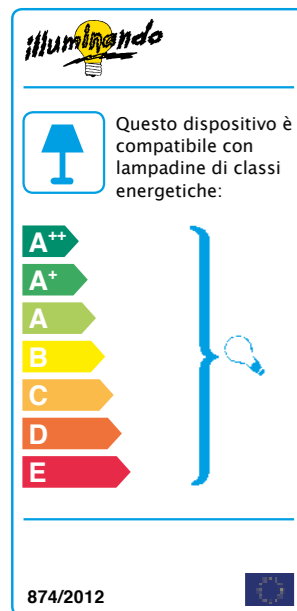 illuminando
Questo dispositivo è
compatibile con
lampadine di classi
energetiche:
A++
A+
A
B
C
D
E
874/2012